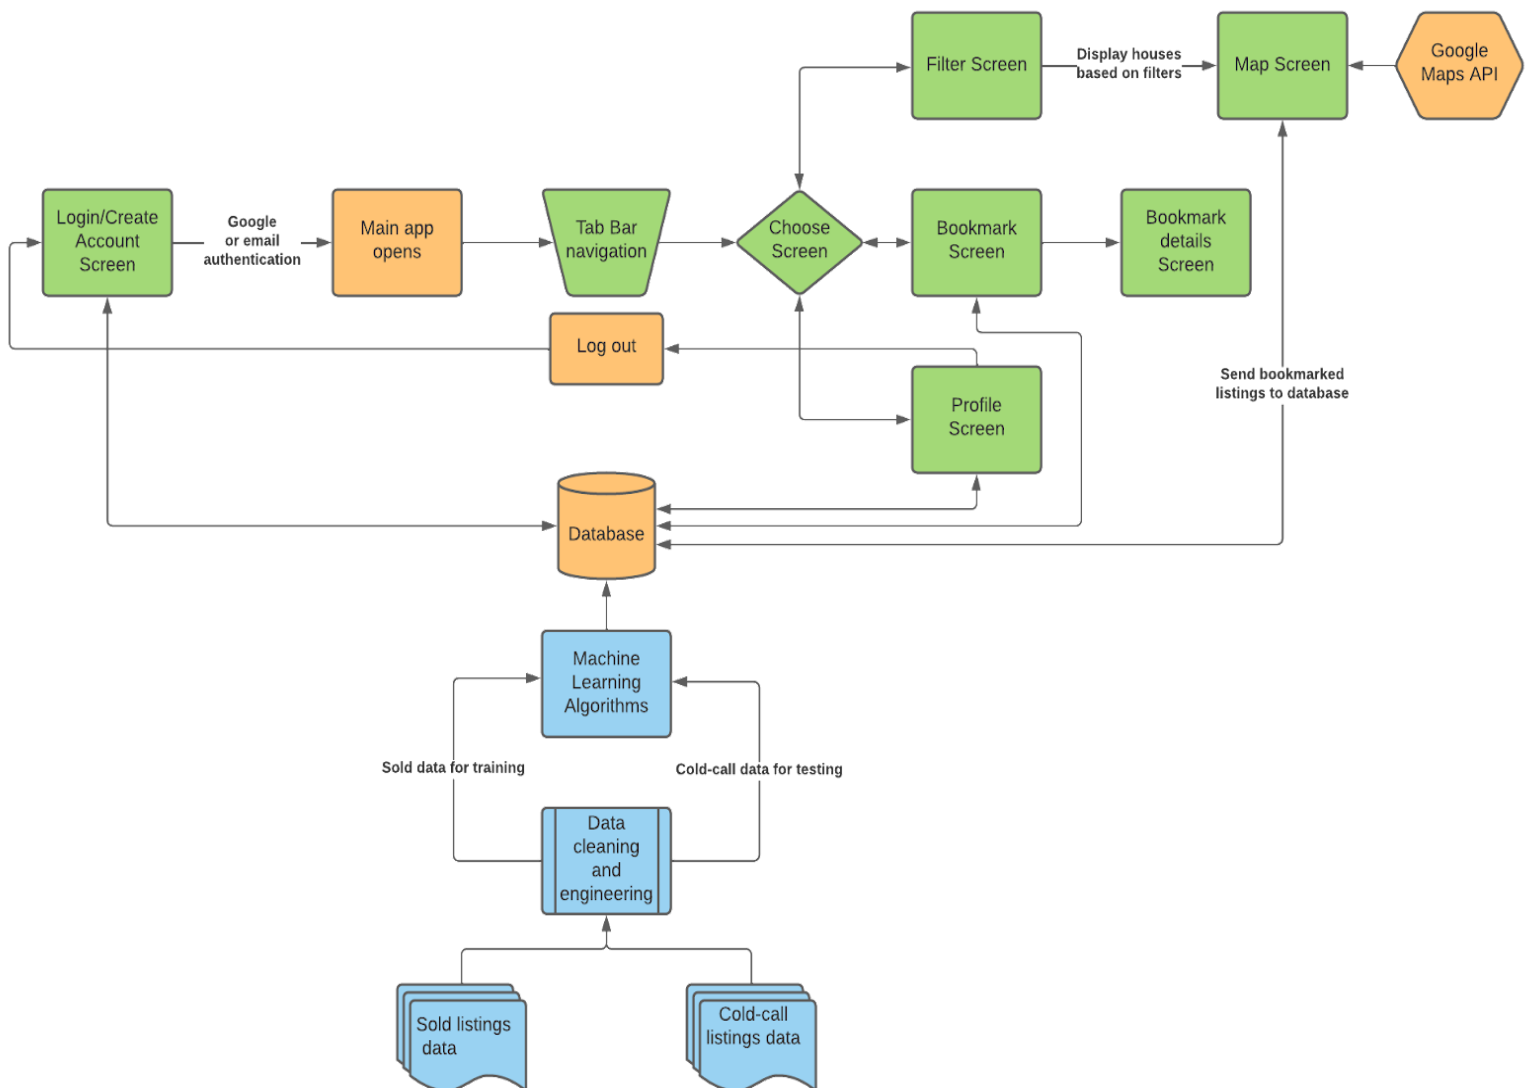 Filter Screen
Display houses
based on filters
Map Screen
Google
Maps API
Login/Create
Account
Screen
Google
or email
authentication
Main app
opens
Tab Bar
navigation
Choose
Screen
Bookmark
Screen
Bookmark
details
Screen
Log out
Profile
Screen
Send bookmarked
listings to database
Database
Machine
Learning
Algorithms
Sold data for training
Cold-call data for testing
Data
cleaning
and
engineering
Sold listings
data
Cold-call
listings data